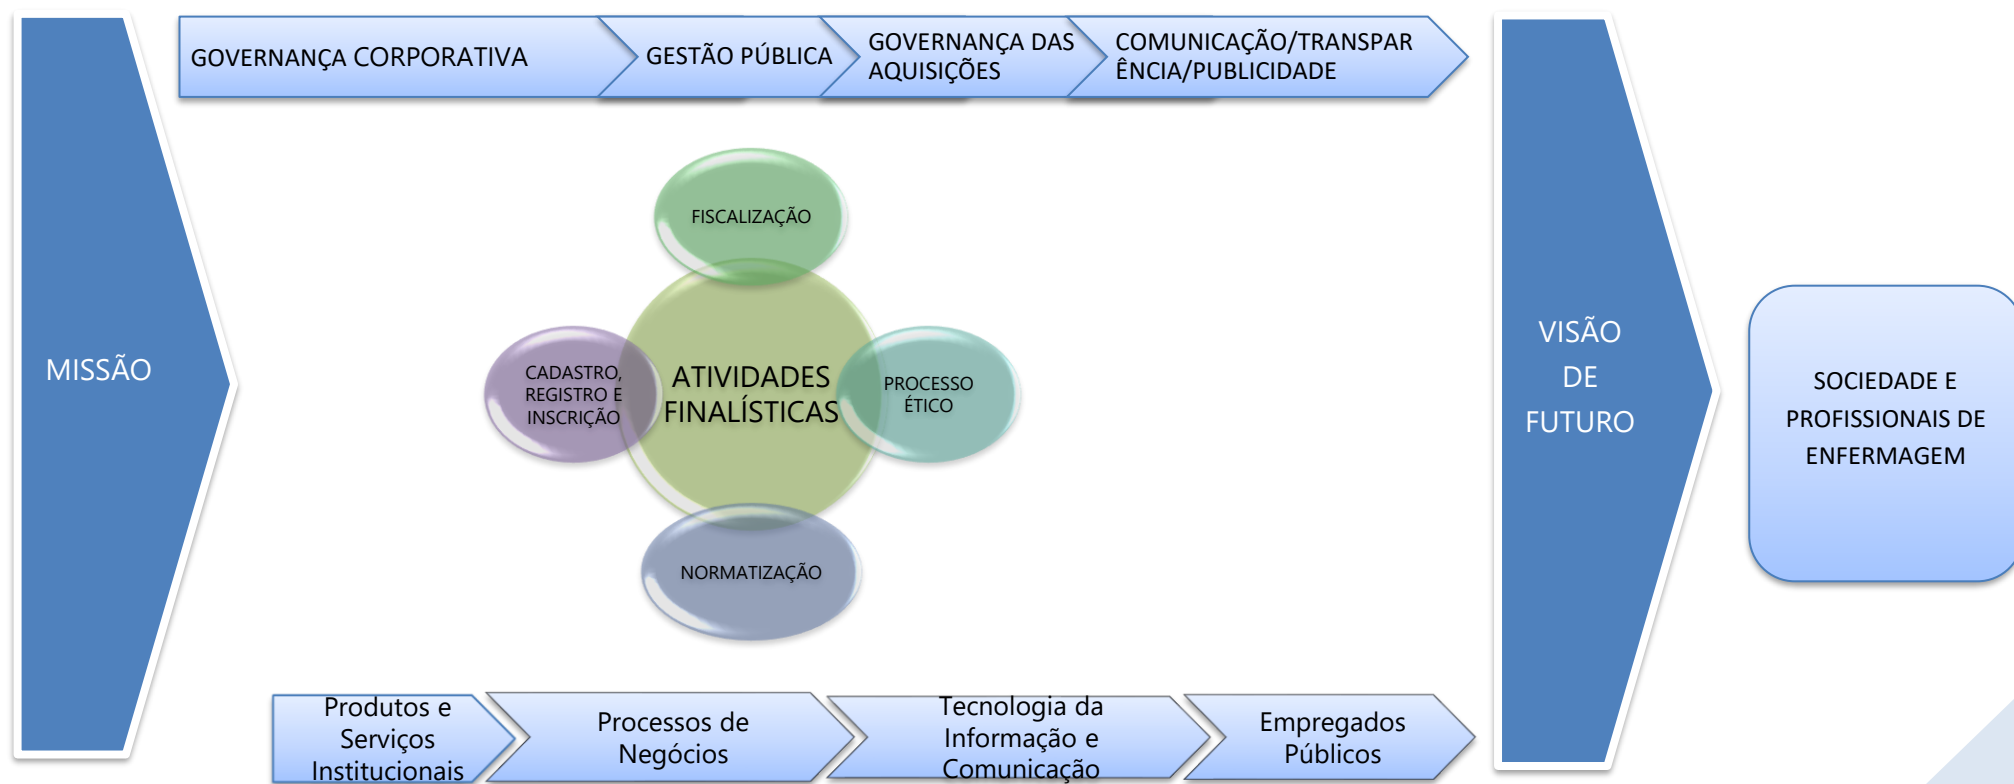 MISSÃO
GOVERNANÇA CORPORATIVA
GESTÃO PÚBLICA
GOVERNANÇA DAS
AQUISIÇÕES
COMUNICAÇÃO/TRANSPAR
ÊNCIA/PUBLICIDADE
FISCALIZAÇÃO
CADASTRO,
REGISTRO E
INSCRIÇÃO
ATIVIDADES
FINALÍSTICAS
PROCESSO
ÉTICO
NORMATIZAÇÃO
Produtos e
Serviços
Institucionais
Processos de
Negócios
Tecnologia da
Informação e
Comunicação
Empregados
Públicos
VISÃO
DE
FUTURO
SOCIEDADE E
PROFISSIONAIS DE
ENFERMAGEM